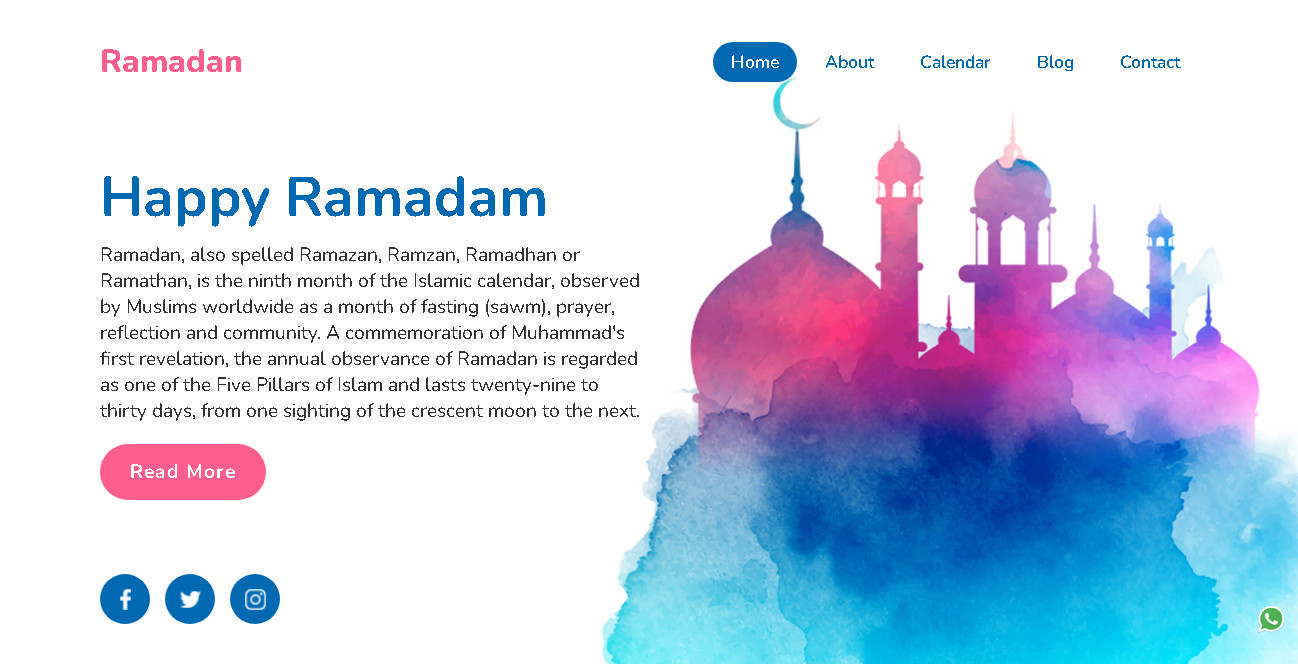 Ramadan
Home About Calendar Blog Contact
Happy Ramadam
Ramadan, also spelled Ramazan, Ramzan, Ramadhan or
Ramathan, is the ninth month of the Islamic calendar, observed
by Muslims worldwide as a month of fasting (sawm), prayer,
reflection and community. A commemoration of Muhammad's
first revelation, the annual observance of Ramadan is regarded
as one of the Five Pillars of Islam and lasts twenty-nine to
thirty days, from one sighting of the crescent moon to the next.
Read More